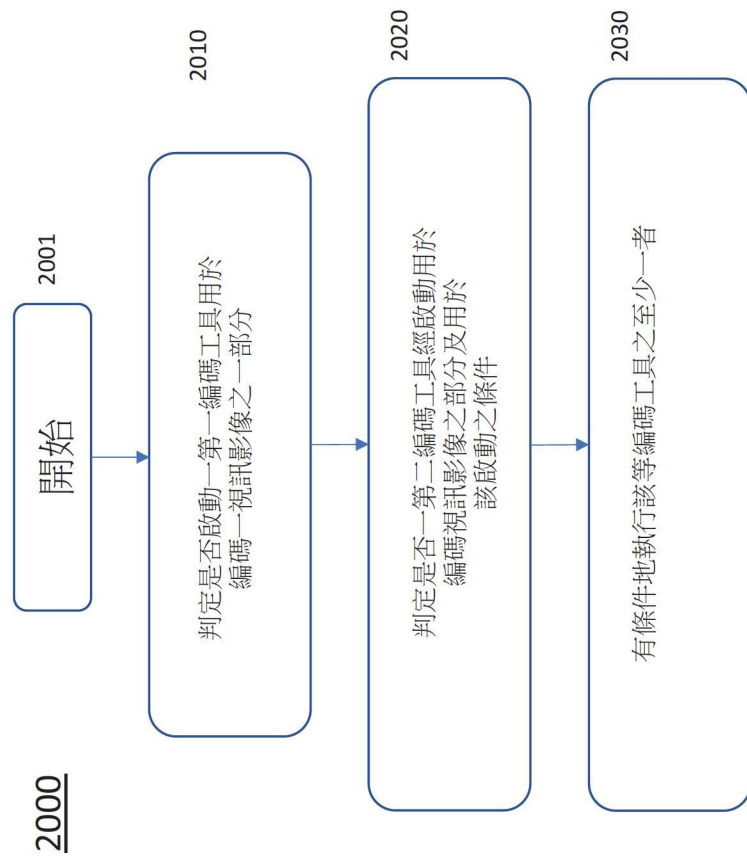 2000
開始
2001
判定是否啟動一第一編碼工具用於
編碼一視訊影像之一部分
2010
判定是否一第二編碼工具經啟動用於
編碼視訊影像之部分及用於
該啟動之條件
2020
有條件地執行該等編碼工具之至少一者
2030